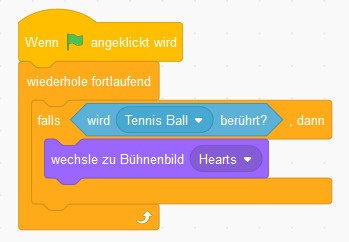 Wenn angeklickt wird
wiederhole fortlaufend
falls wird Tennis Ball berührt? , dann
wechsle zu Bühnenbild Hearts